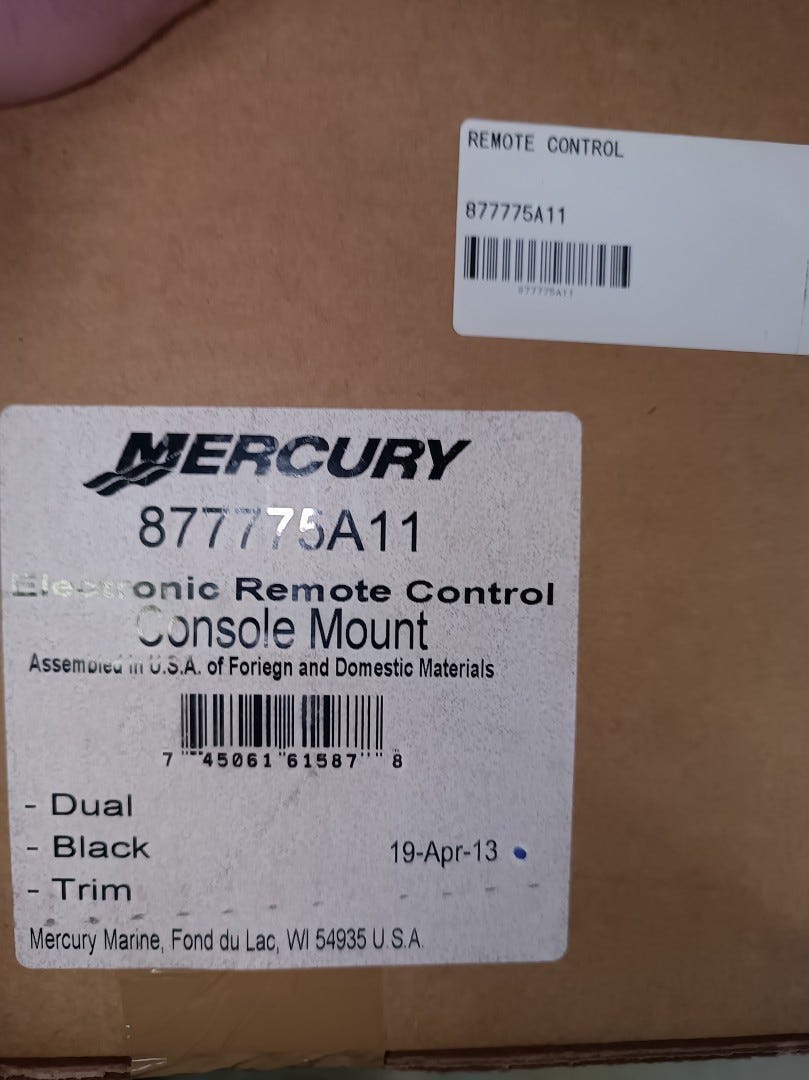 REMOTE CONTROL
877775A11
877775A11
MERCURY
877775A11
Electronic Remote Control
Console Mount
Assembled in U.S.A. of Foriegn and Domestic Materials
7 45061 61587 8
- Dual
- Black
19-Apr-13
- Trim
Mercury Marine, Fond du Lac, WI 54935 U.S.A.